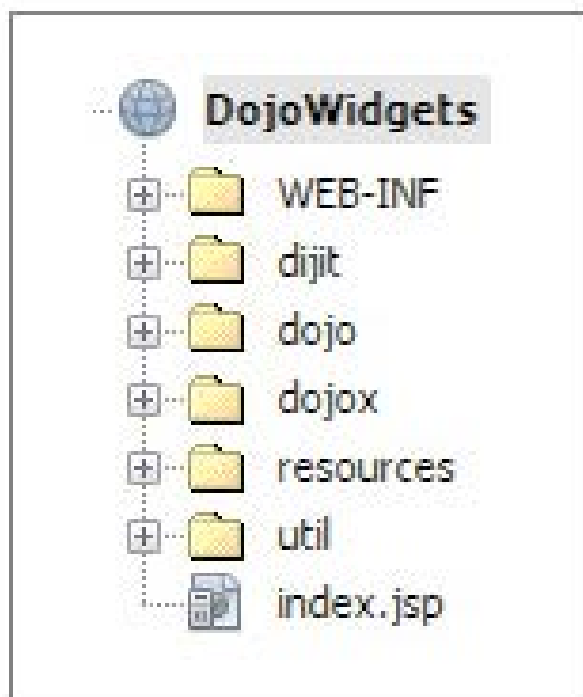 DojoWidgets
WEB-INF
dijit
dojo
dojox
resources
util
index.jsp